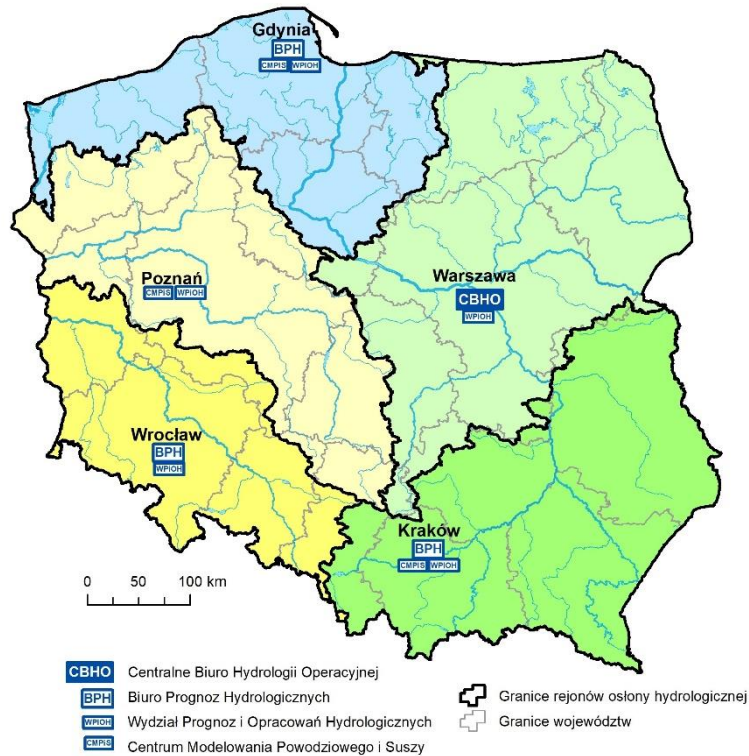 Gdynia
BPH
CMPiS WPIOH
Poznań
CMPiS WPIOH
Warszawa
CBHO
WPIOH
Wrocław
BPH
WPIOH
Kraków
BPH
CMPiS WPIOH
0 50 100 km
CBHO Centralne Biuro Hydrologii Operacyjnej
BPH Biuro Prognoz Hydrologicznych
WPIOH Wydział Prognoz i Opracowań Hydrologicznych
CMPiS Centrum Modelowania Powodziowego i Suszy
Granice rejonów osłony hydrologicznej
Granice województw